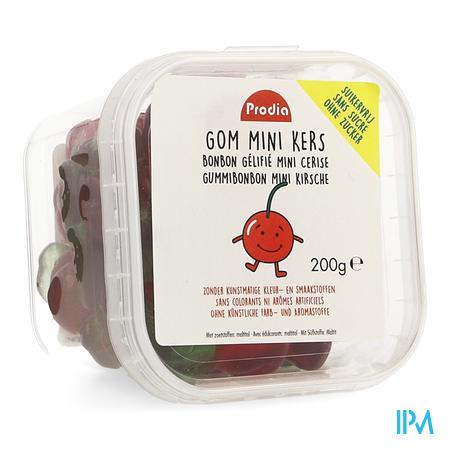 Prodia
SUIKERVRIJ
SANS SUCRE
OHNE ZUCKER
GOM MINI KERS
BONBON GÉLIFIÉ MINI CERISE
GUMMIBONBON MINI KIRSCHE
200g ℮
ZONDER KUNSTMATIGE KLEUR- EN SMAAKSTOFFEN
SANS COLORANTS NI ARÔMES ARTIFICIELS
OHNE KÜNSTLICHE FARB- UND AROMASTOFFE
Met zoetstoffen: maltitol - Avec édulcorants: maltitol - Mit Süßstoffe: Maltit
IPM